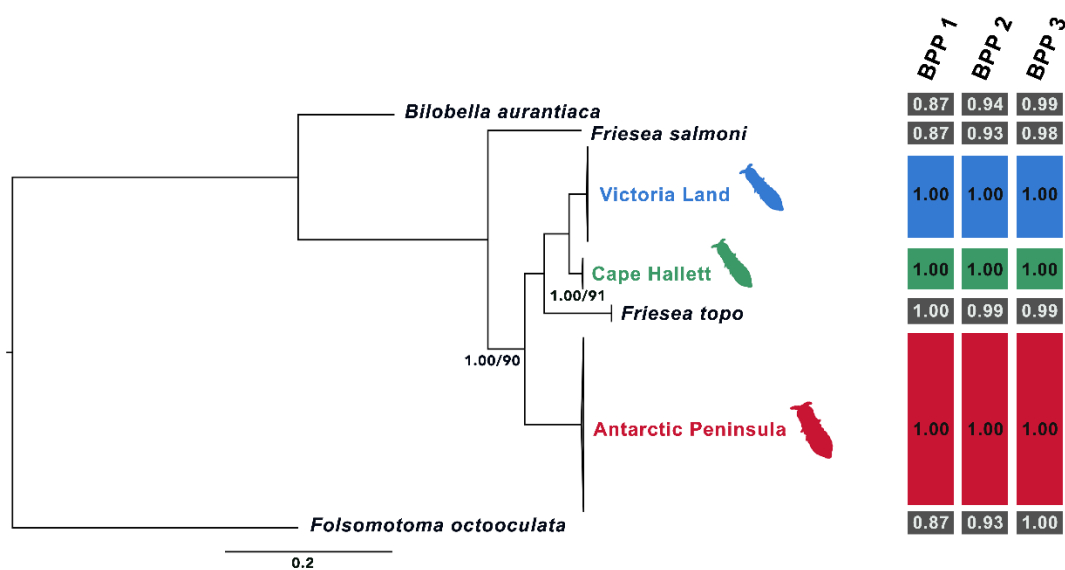 BPP 1 BPP 2 BPP 3
Bilobella aurantiaca 0.87 0.94 0.99
Friesea salmoni 0.87 0.93 0.98
Victoria Land 1.00 1.00 1.00
Cape Hallett 1.00 1.00 1.00
1.00/91
Friesea topo 1.00 0.99 0.99
1.00/90
Antarctic Peninsula 1.00 1.00 1.00
Folsomotoma octooculata 0.87 0.93 1.00
0.2